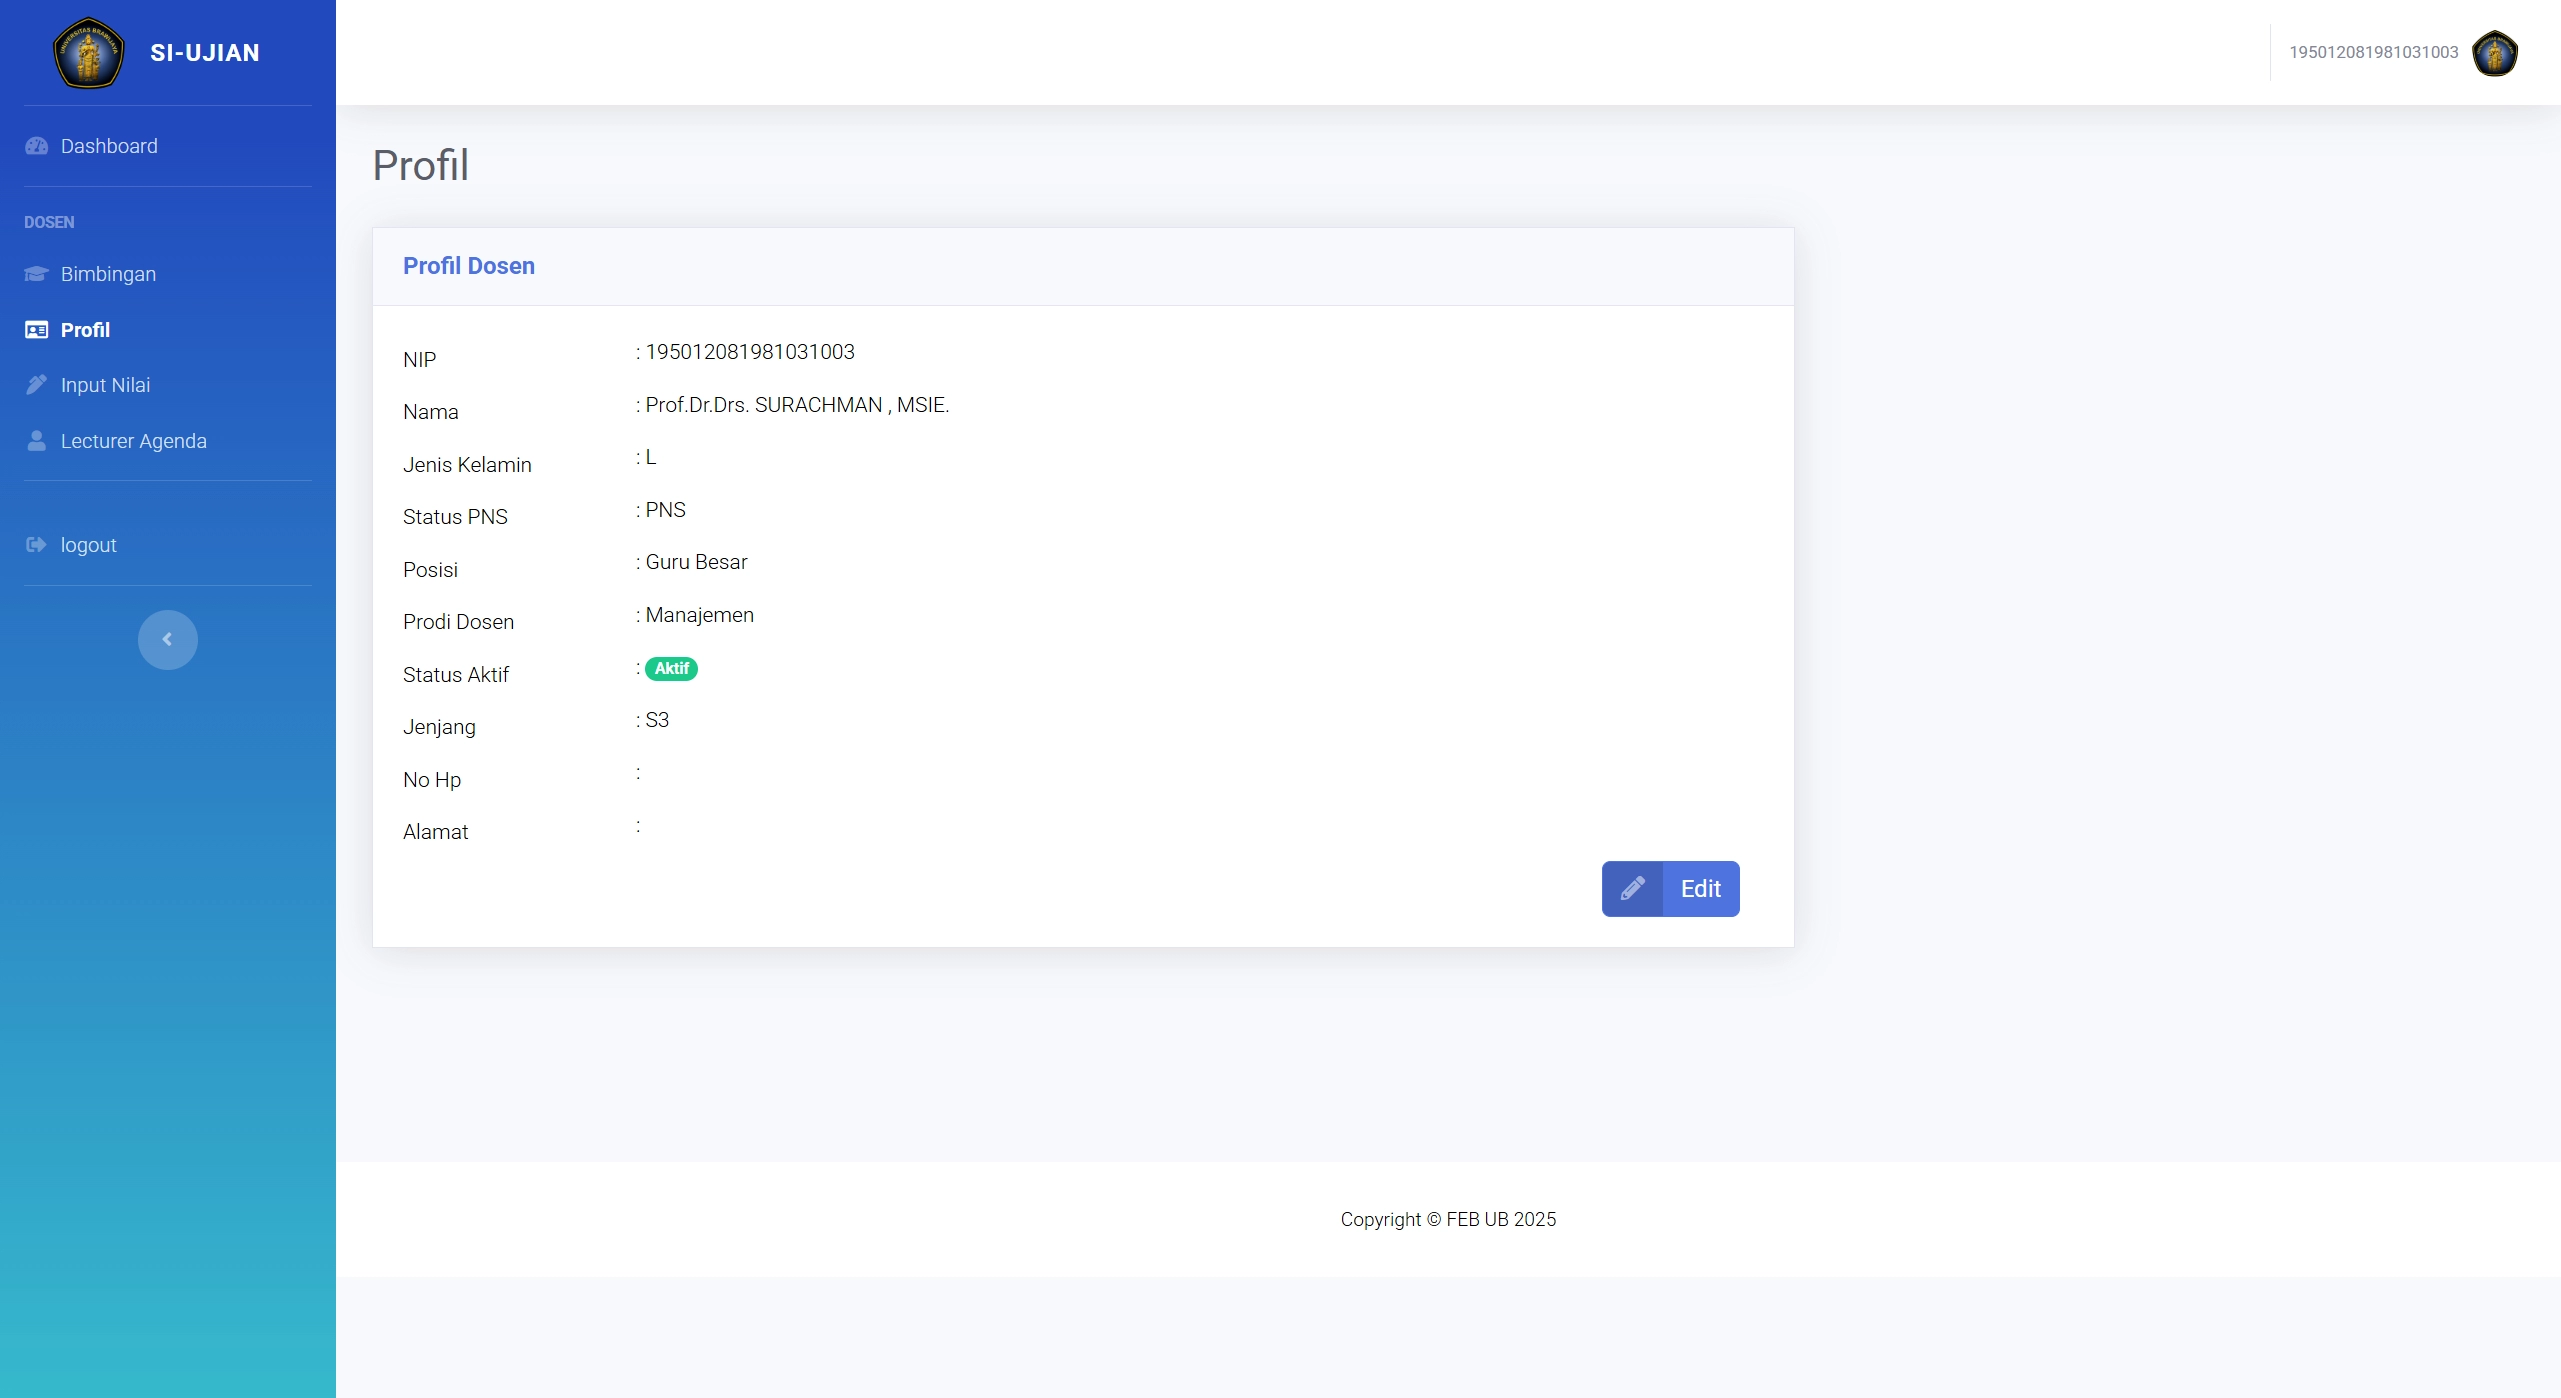 SI-UJIAN
195012081981031003
Dashboard
DOSEN
Bimbingan
Profil
Input Nilai
Lecturer Agenda
logout
Profil
Profil Dosen
NIP : 195012081981031003
Nama : Prof.Dr.Drs. SURACHMAN , MSIE.
Jenis Kelamin : L
Status PNS : PNS
Posisi : Guru Besar
Prodi Dosen : Manajemen
Status Aktif : Aktif
Jenjang : S3
No Hp :
Alamat :
Edit
Copyright © FEB UB 2025
UNIVERSITAS BRAWIJAYA